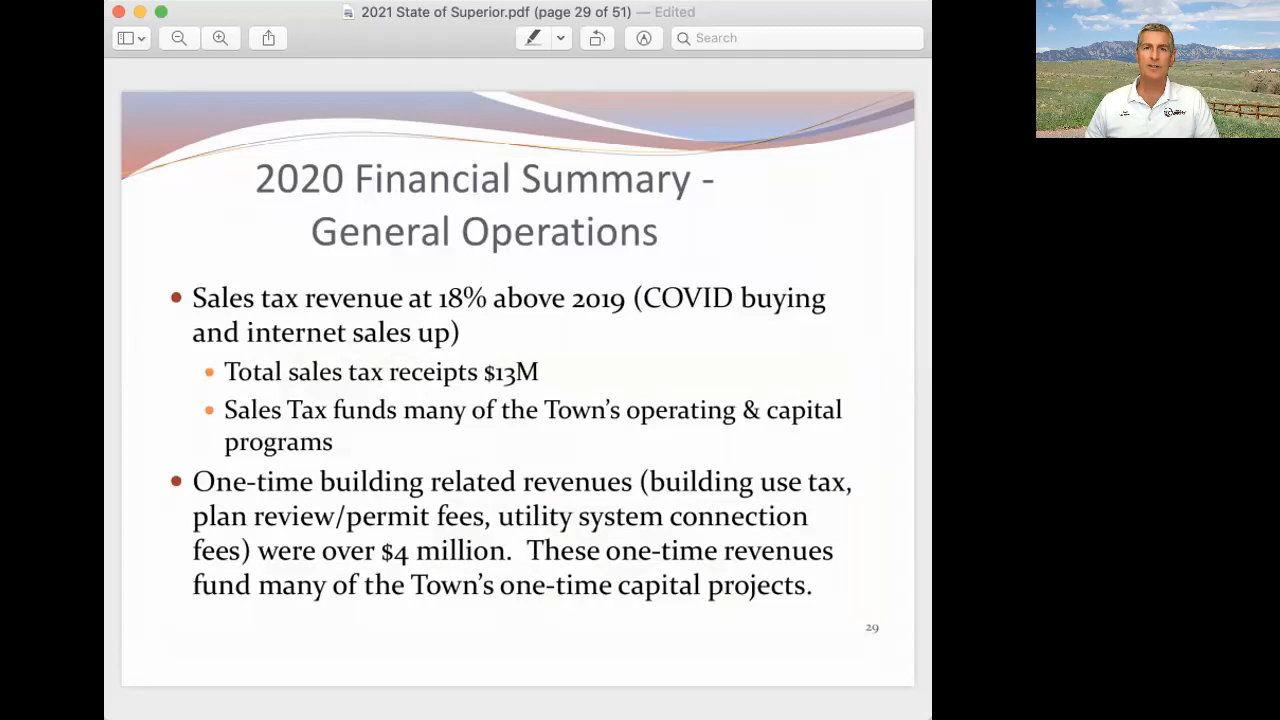 2021 State of Superior.pdf (page 29 of 51) — Edited
Search
2020 Financial Summary -
General Operations
• Sales tax revenue at 18% above 2019 (COVID buying
and internet sales up)
• Total sales tax receipts $13M
• Sales Tax funds many of the Town's operating & capital
programs
• One-time building related revenues (building use tax,
plan review/permit fees, utility system connection
fees) were over $4 million.  These one-time revenues
fund many of the Town's one-time capital projects.
29